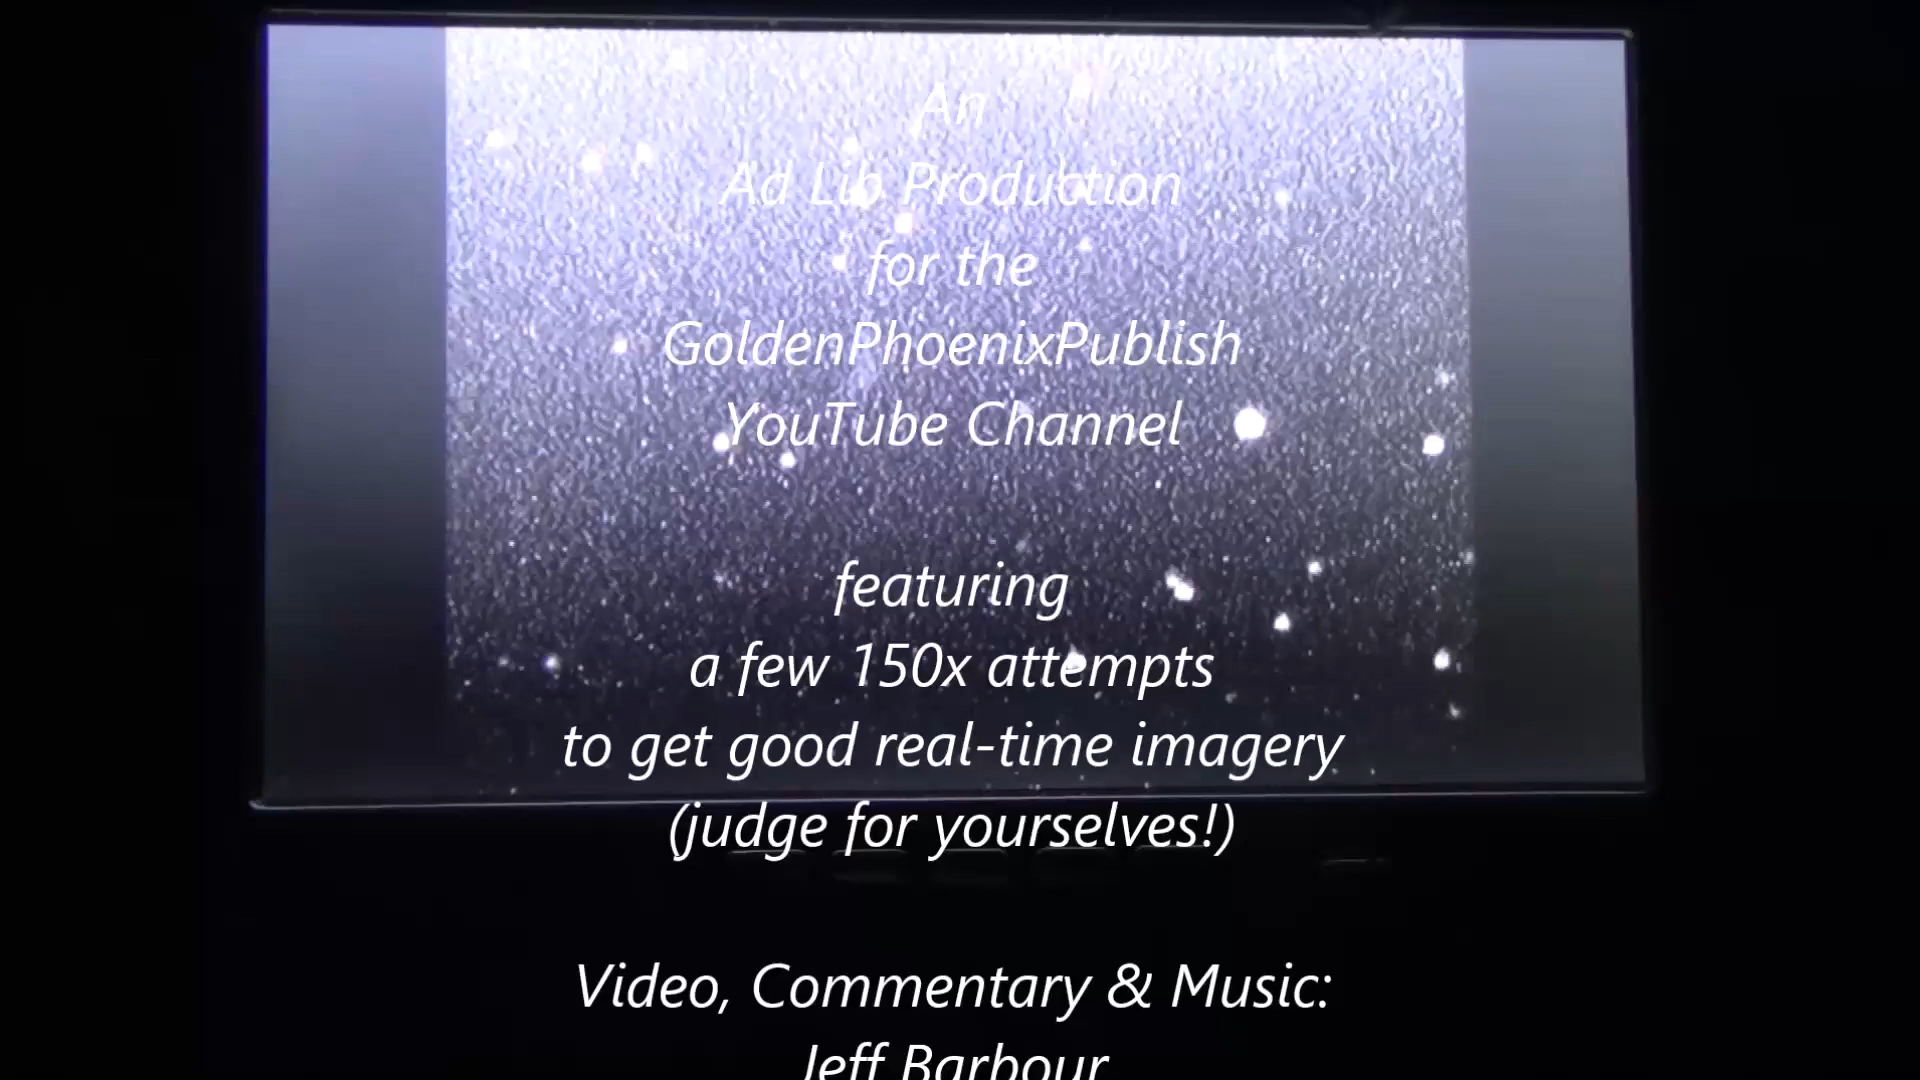 An
Ad Lib Production
for the
GoldenPhoenixPublish
YouTube Channel
featuring
a few 150x attempts
to get good real-time imagery
(judge for yourselves!)
Video, Commentary & Music:
Jeff Barbour